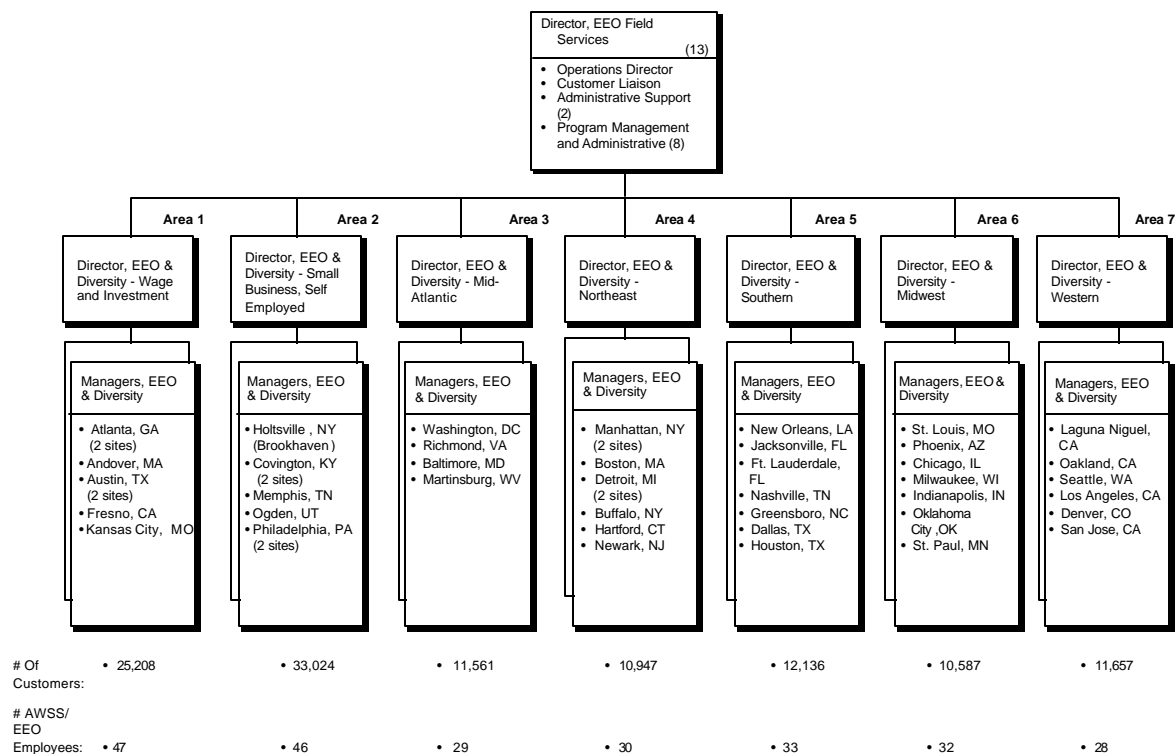 Director, EEO Field
Services
(13)
• Operations Director
• Customer Liaison
• Administrative Support
(2)
• Program Management
and Administrative (8)
Area 1
Area 2
Area 3
Area 4
Area 5
Area 6
Area 7
Director, EEO &
Diversity - Wage
and Investment
Director, EEO &
Diversity - Small
Business, Self
Employed
Director, EEO &
Diversity - Mid-
Atlantic
Director, EEO &
Diversity -
Northeast
Director, EEO &
Diversity -
Southern
Director, EEO &
Diversity -
Midwest
Director, EEO &
Diversity -
Western
Managers, EEO
& Diversity
• Atlanta, GA
(2 sites)
• Andover, MA
• Austin, TX
(2 sites)
• Fresno, CA
• Kansas City, MO
Managers, EEO
& Diversity
• Holtsville , NY
(Brookhaven)
• Covington, KY
(2 sites)
• Memphis, TN
• Ogden, UT
• Philadelphia, PA
(2 sites)
Managers, EEO
& Diversity
• Washington, DC
• Richmond, VA
• Baltimore, MD
• Martinsburg, WV
Managers, EEO
& Diversity
• Manhattan, NY
(2 sites)
• Boston, MA
• Detroit, MI
(2 sites)
• Buffalo, NY
• Hartford, CT
• Newark, NJ
Managers, EEO
& Diversity
• New Orleans, LA
• Jacksonville, FL
• Ft. Lauderdale,
FL
• Nashville, TN
• Greensboro, NC
• Dallas, TX
• Houston, TX
Managers, EEO &
Diversity
• St. Louis, MO
• Phoenix, AZ
• Chicago, IL
• Milwaukee, WI
• Indianapolis, IN
• Oklahoma
City ,OK
• St. Paul, MN
Managers, EEO
& Diversity
• Laguna Niguel,
CA
• Oakland, CA
• Seattle, WA
• Los Angeles, CA
• Denver, CO
• San Jose, CA
# Of
Customers:
• 25,208
• 33,024
• 11,561
• 10,947
• 12,136
• 10,587
• 11,657
# AWSS/
EEO
Employees:
• 47
• 46
• 29
• 30
• 33
• 32
• 28